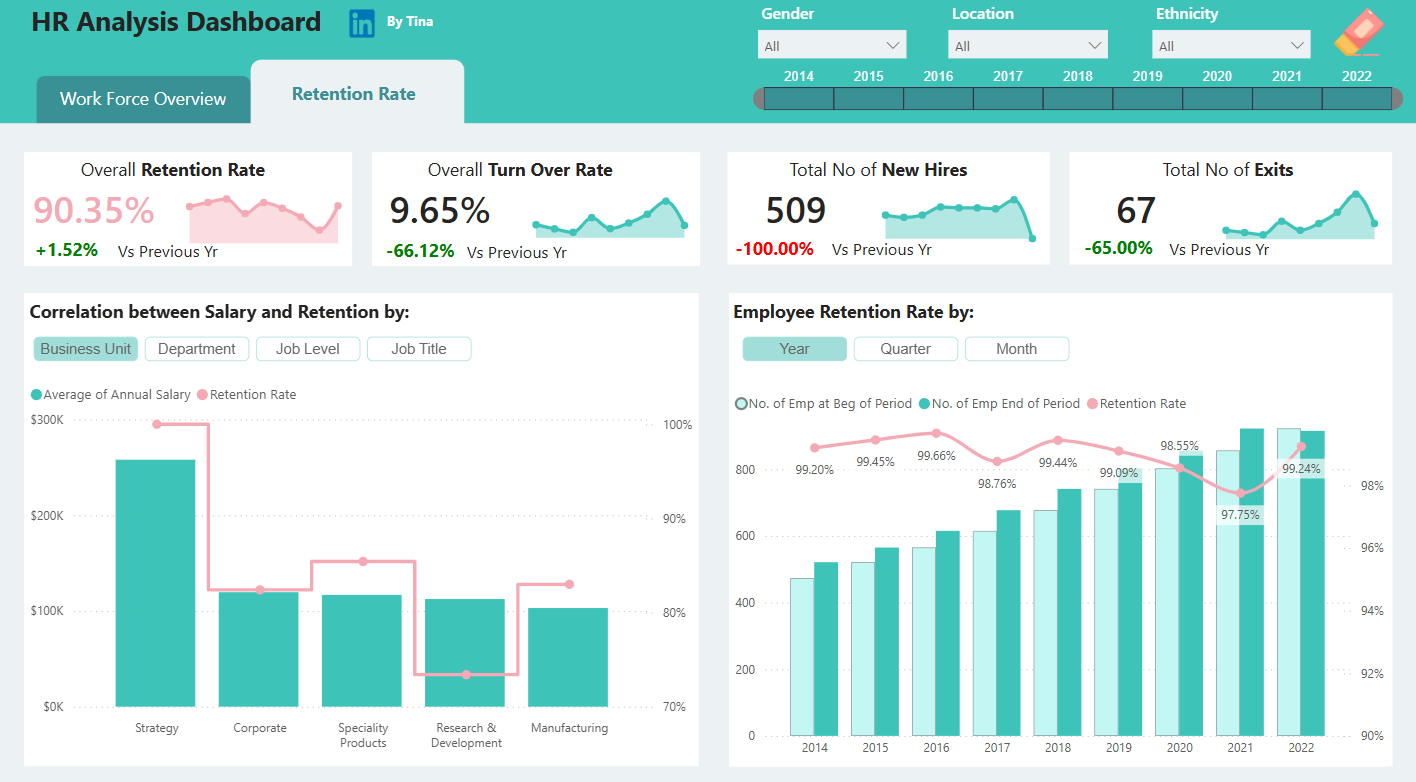 HR Analysis Dashboard
in By Tina
Gender Location Ethnicity
All All All
2014 2015 2016 2017 2018 2019 2020 2021 2022
Work Force Overview
Retention Rate
Overall Retention Rate
90.35%
+1.52% Vs Previous Yr
Overall Turn Over Rate
9.65%
-66.12% Vs Previous Yr
Total No of New Hires
509
-100.00% Vs Previous Yr
Total No of Exits
67
-65.00% Vs Previous Yr
Correlation between Salary and Retention by:
Business Unit Department Job Level Job Title
Average of Annual Salary Retention Rate
$300K
$200K
$100K
$0K
100%
90%
80%
70%
Strategy
Corporate
Speciality
Products
Research &
Development
Manufacturing
Employee Retention Rate by:
Year Quarter Month
No. of Emp at Beg of Period No. of Emp End of Period Retention Rate
800
600
400
200
0
99.20%
99.45%
99.66%
98.76%
99.44%
99.09%
98.55%
97.75%
99.24%
98%
96%
94%
92%
90%
2014 2015 2016 2017 2018 2019 2020 2021 2022